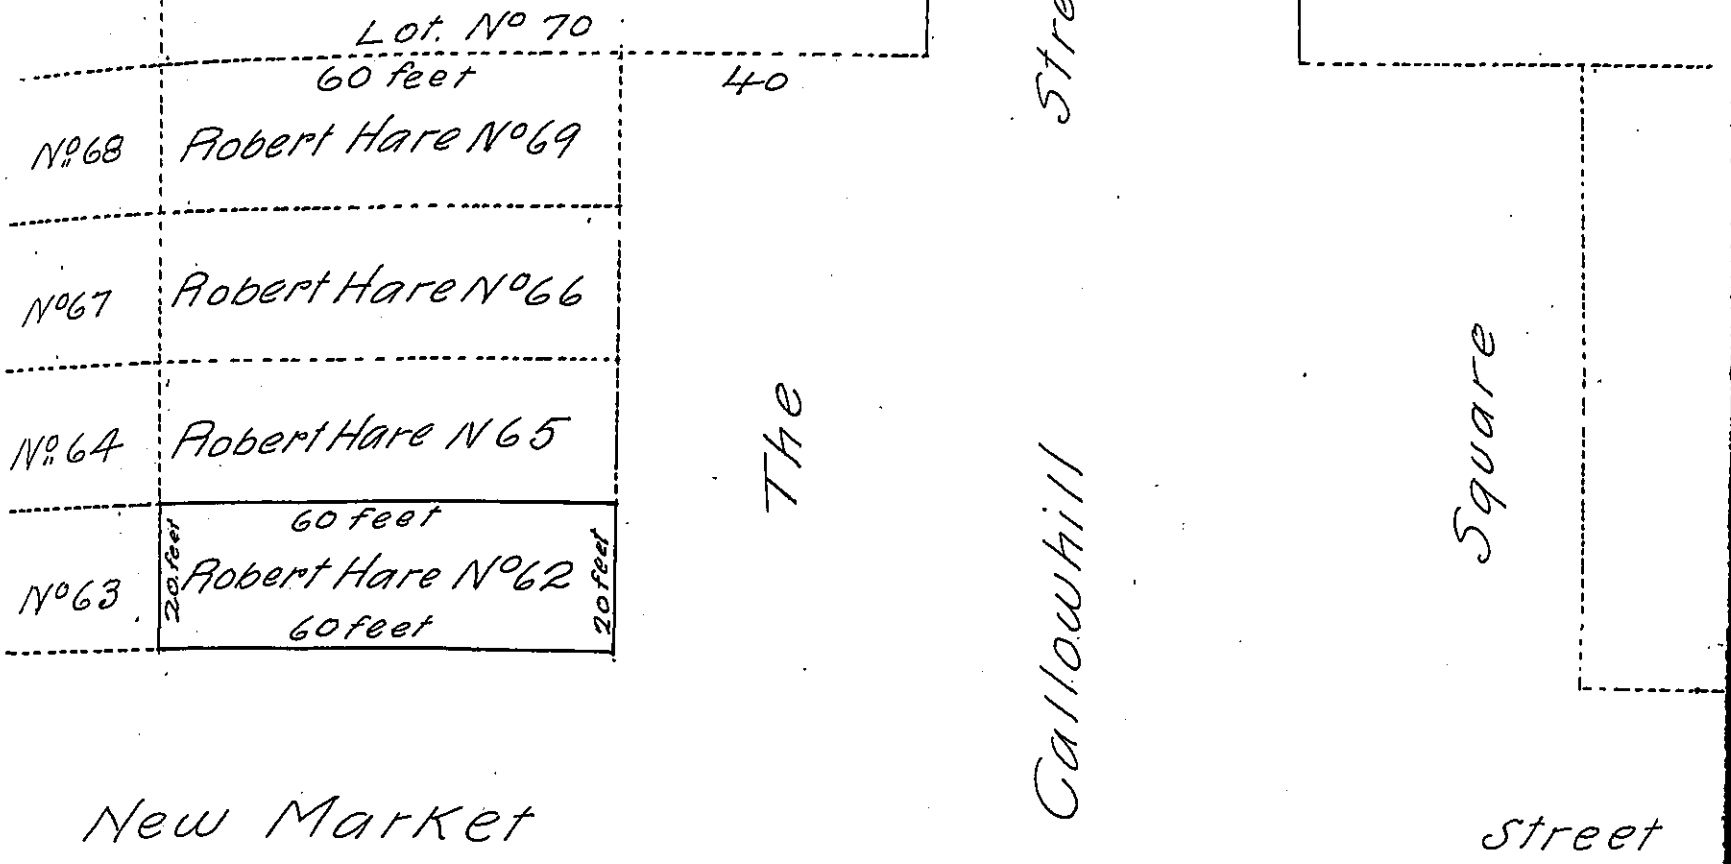 Lot. Nº 70
60 feet
40
Nº68
Robert Hare Nº69
Nº67
Robert Hare Nº66
Nº64
Robert Hare N 65
60 feet
20 feet
Nº63
Robert Hare Nº62
20 feet
60 feet
The
Callowhill
Stre
Square
New Market
Street